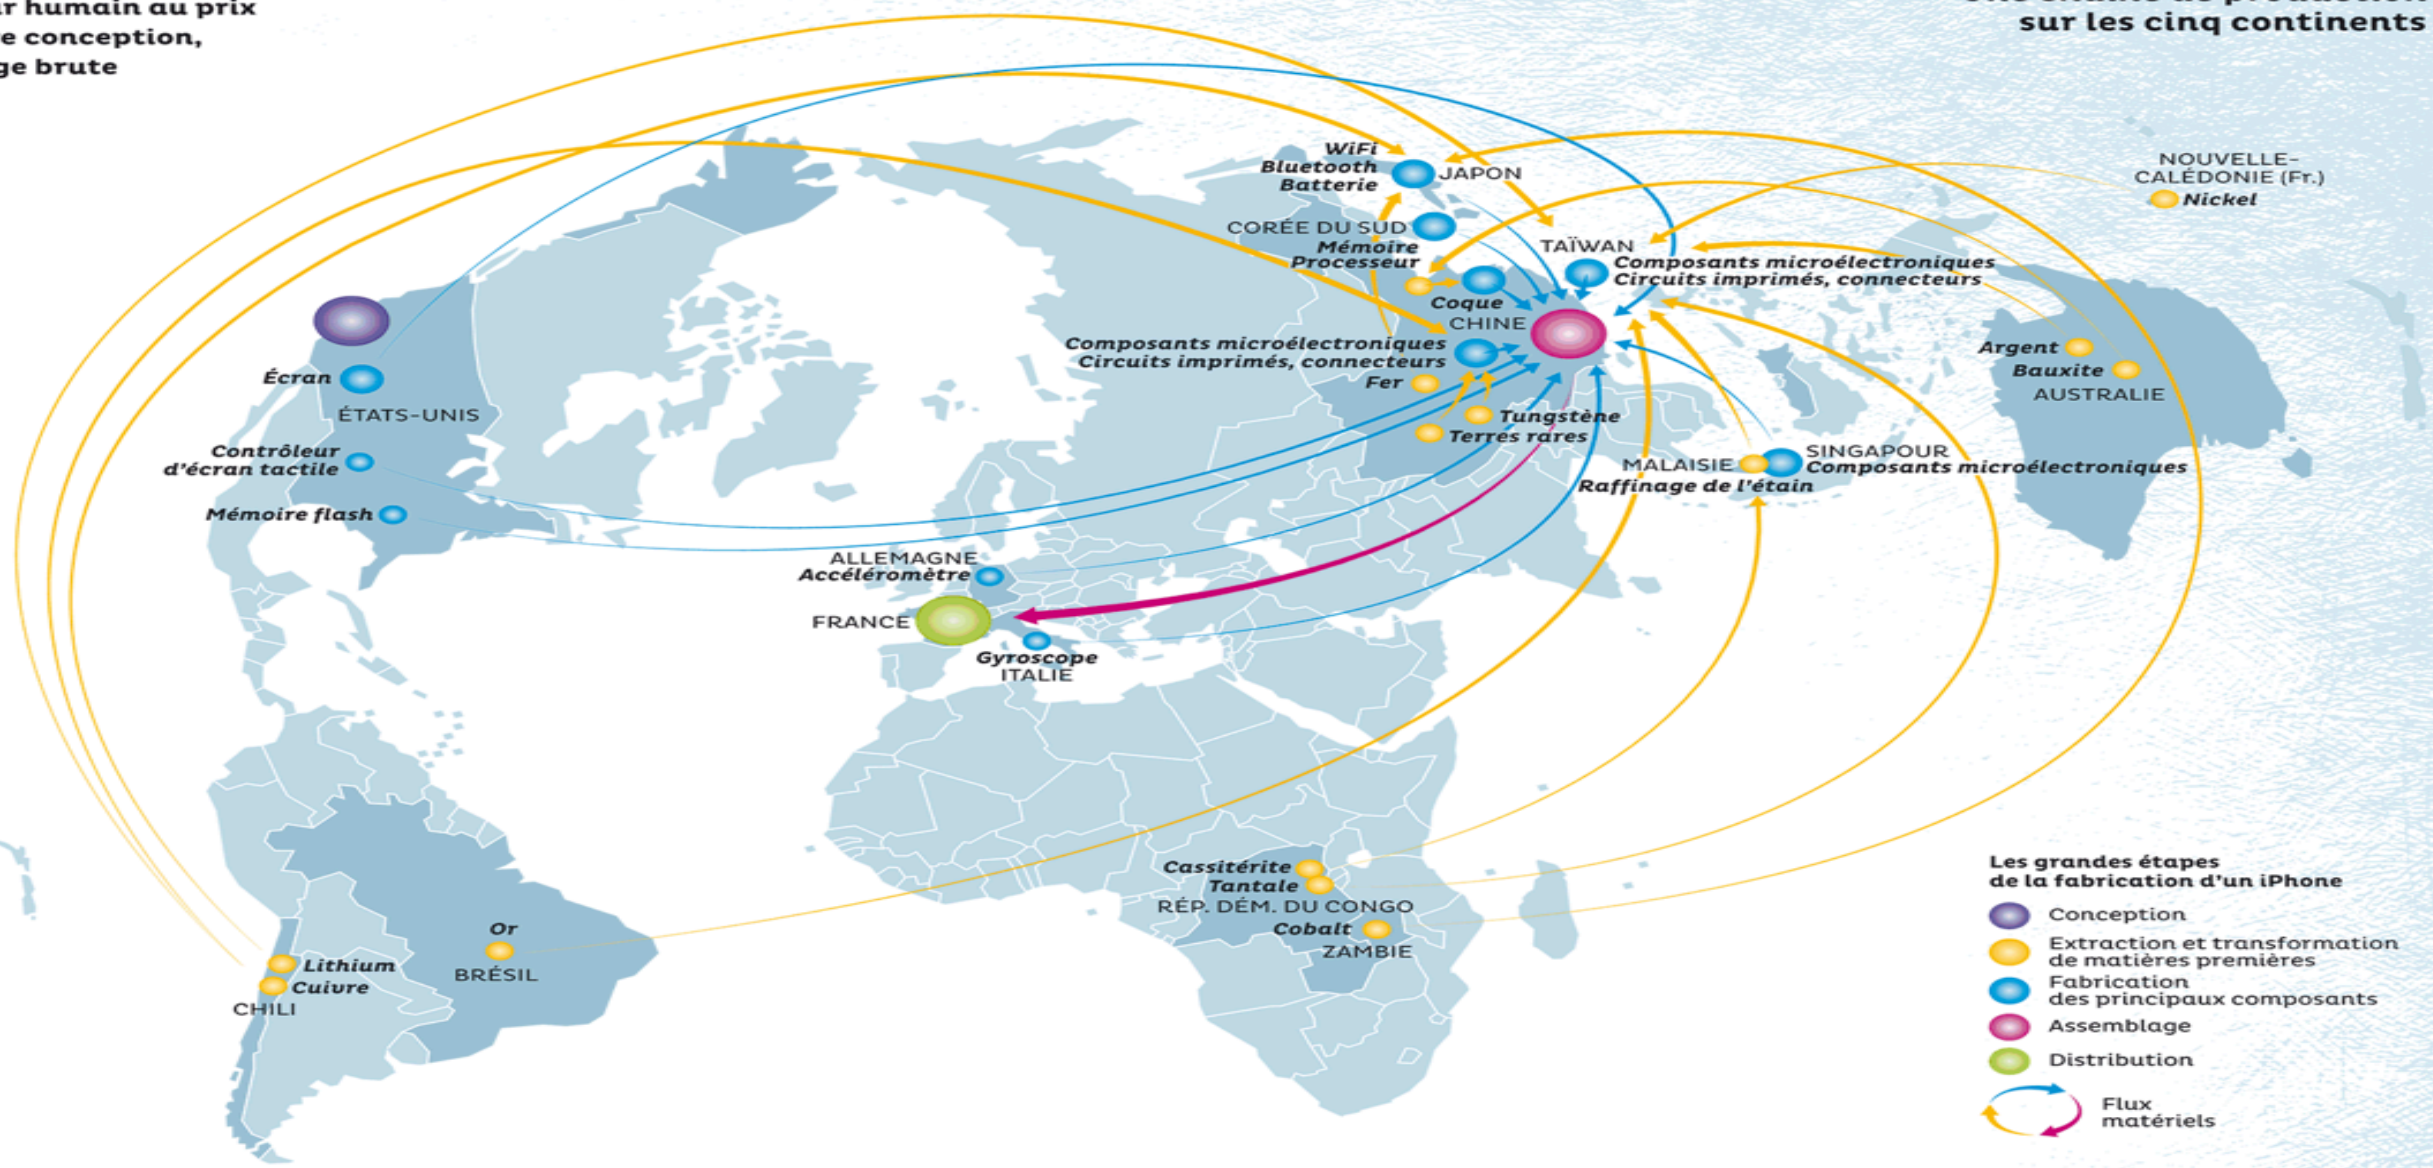 humain au prix
conception,
brute
sur les cinq continents
WiFi
Bluetooth
Batterie
JAPON
NOUVELLE-
CALÉDONIE (Fr.)
Nickel
CORÉE DU SUD
Mémoire
Processeur
TAÏWAN
Composants microélectroniques
Circuits imprimés, connecteurs
Coque
CHINE
Composants microélectroniques
Circuits imprimés, connecteurs
Fer
Tungstène
Terres rares
Argent
Bauxite
AUSTRALIE
Écran
ÉTATS-UNIS
Contrôleur
d'écran tactile
Mémoire flash
MALAISIE
Raffinage de l'étain
SINGAPOUR
Composants microélectroniques
ALLEMAGNE
Accéléromètre
FRANCE
Gyroscope
ITALIE
Cassitérite
Tantale
RÉP. DÉM. DU CONGO
Cobalt
ZAMBIE
Or
BRÉSIL
Lithium
Cuivre
CHILI
Les grandes étapes
de la fabrication d'un iPhone
Conception
Extraction et transformation
de matières premières
Fabrication
des principaux composants
Assemblage
Distribution
Flux
matériels